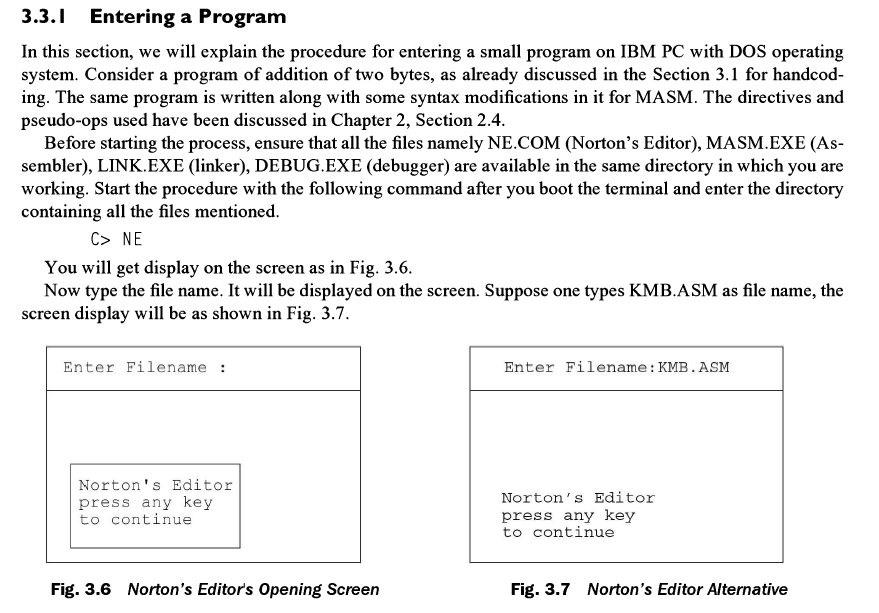 3.3.1 Entering a Program
In this section, we will explain the procedure for entering a small program on IBM PC with DOS operating
system. Consider a program of addition of two bytes, as already discussed in the Section 3.1 for handcod-
ing. The same program is written along with some syntax modifications in it for MASM. The directives and
pseudo-ops used have been discussed in Chapter 2, Section 2.4.
Before starting the process, ensure that all the files namely NE.COM (Norton's Editor), MASM.EXE (As-
sembler), LINK.EXE (linker), DEBUG.EXE (debugger) are available in the same directory in which you are
working. Start the procedure with the following command after you boot the terminal and enter the directory
containing all the files mentioned.
C> NE
You will get display on the screen as in Fig. 3.6.
Now type the file name. It will be displayed on the screen. Suppose one types KMB.ASM as file name, the
screen display will be as shown in Fig. 3.7.
Enter Filename :
Norton's Editor
press any key
to continue
Fig. 3.6 Norton's Editor's Opening Screen
Enter Filename:KMB.ASM
Norton's Editor
press any key
to continue
Fig. 3.7 Norton's Editor Alternative